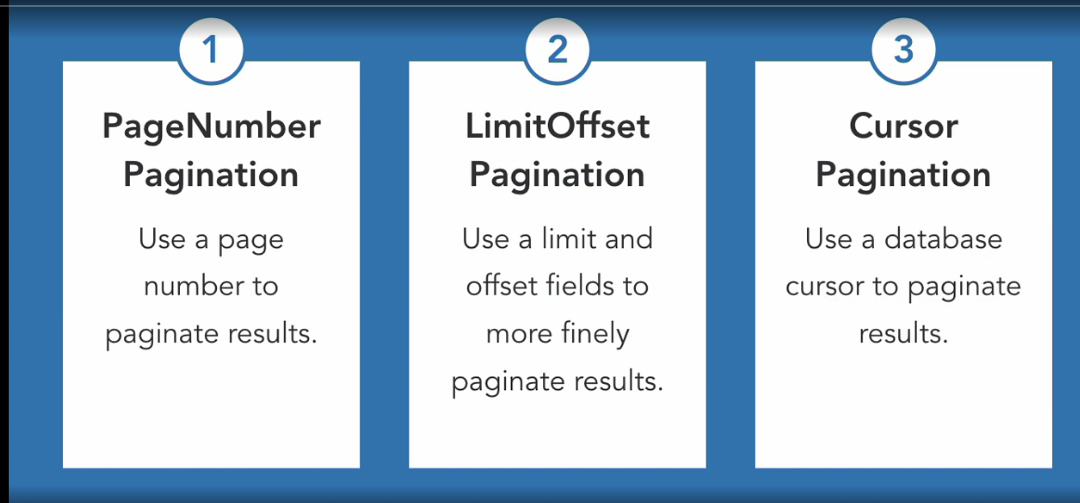 1
PageNumber
Pagination
Use a page
number to
paginate results.
2
LimitOffset
Pagination
Use a limit and
offset fields to
more finely
paginate results.
3
Cursor
Pagination
Use a database
cursor to paginate
results.